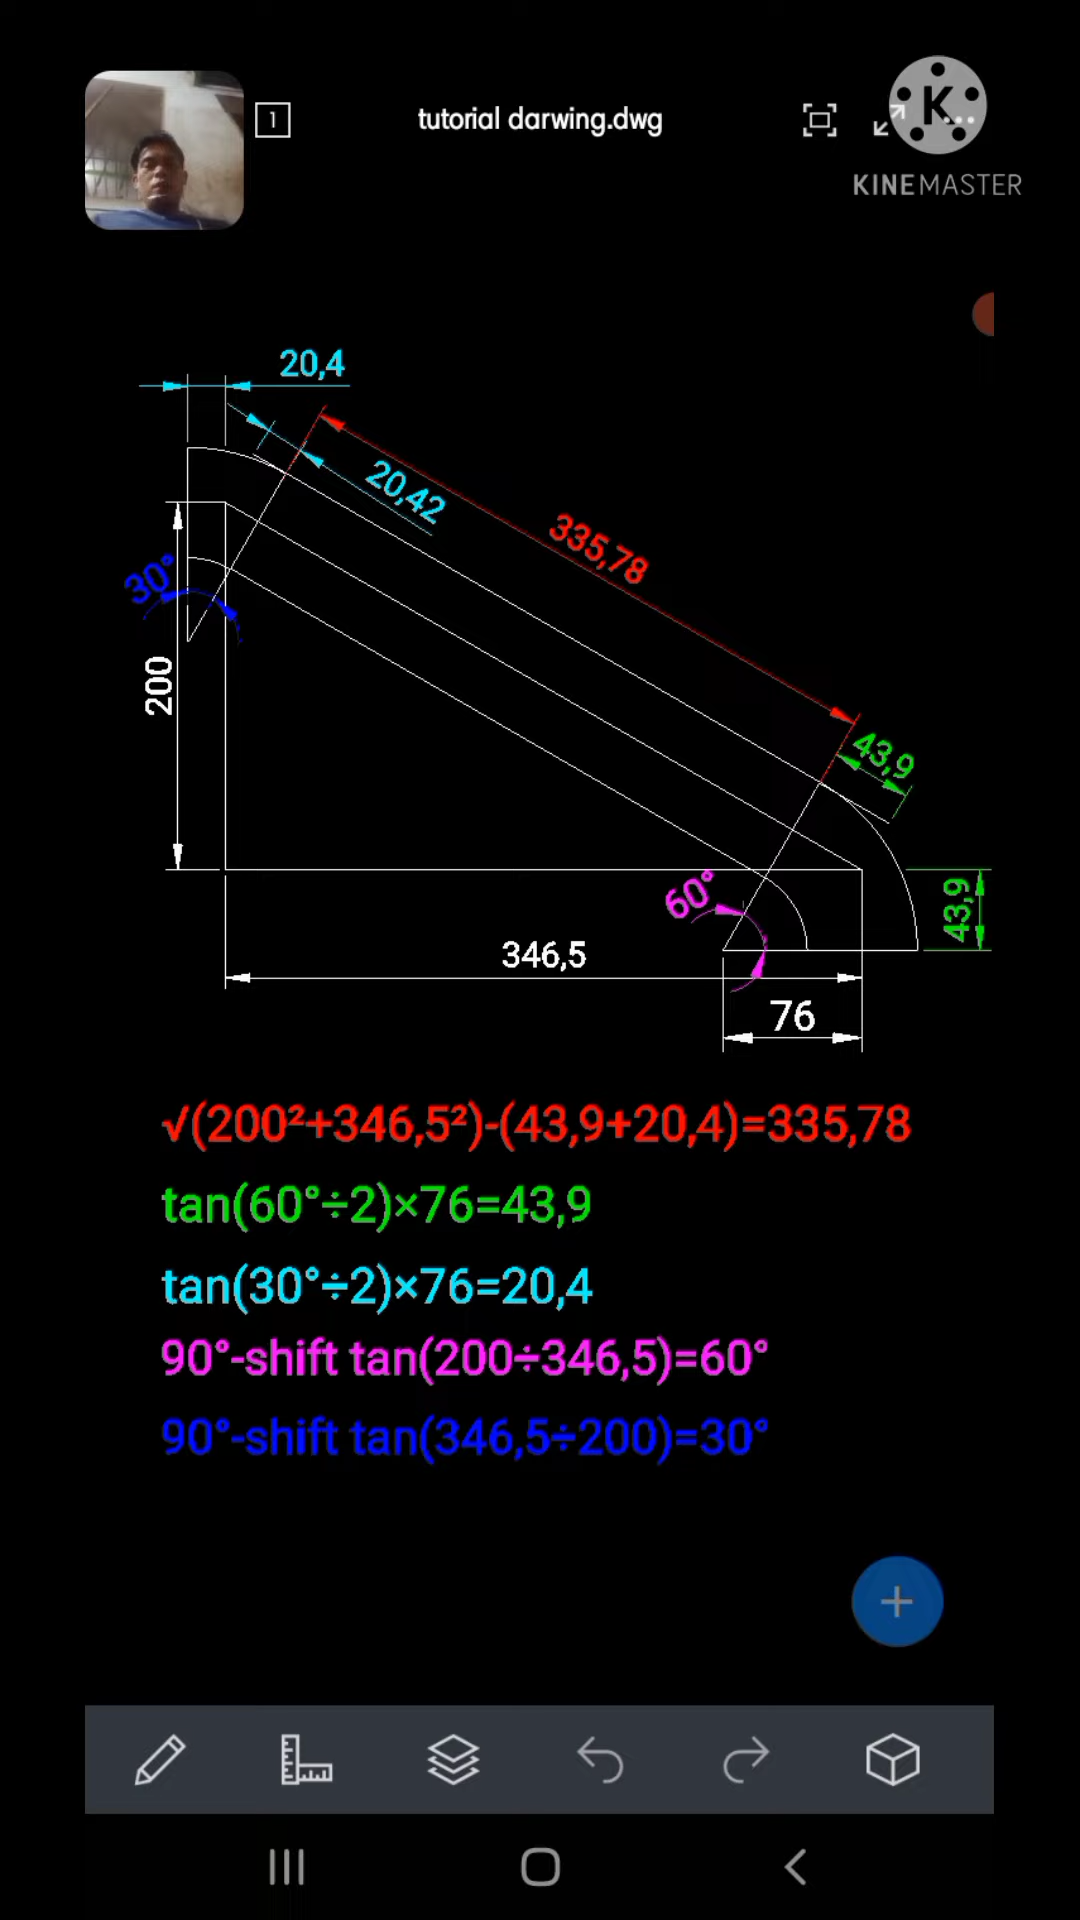 1
tutorial darwing.dwg
K
KINEMASTER
20,4
20,42
335,78
30°
200
43,9
60°
43,9
346,5
76
√(200²+346,5²)-(43,9+20,4)=335,78
tan(60°÷2)×76=43,9
tan(30°÷2)×76=20,4
90°-shift tan(200÷346,5)=60°
90°-shift tan(346,5÷200)=30°